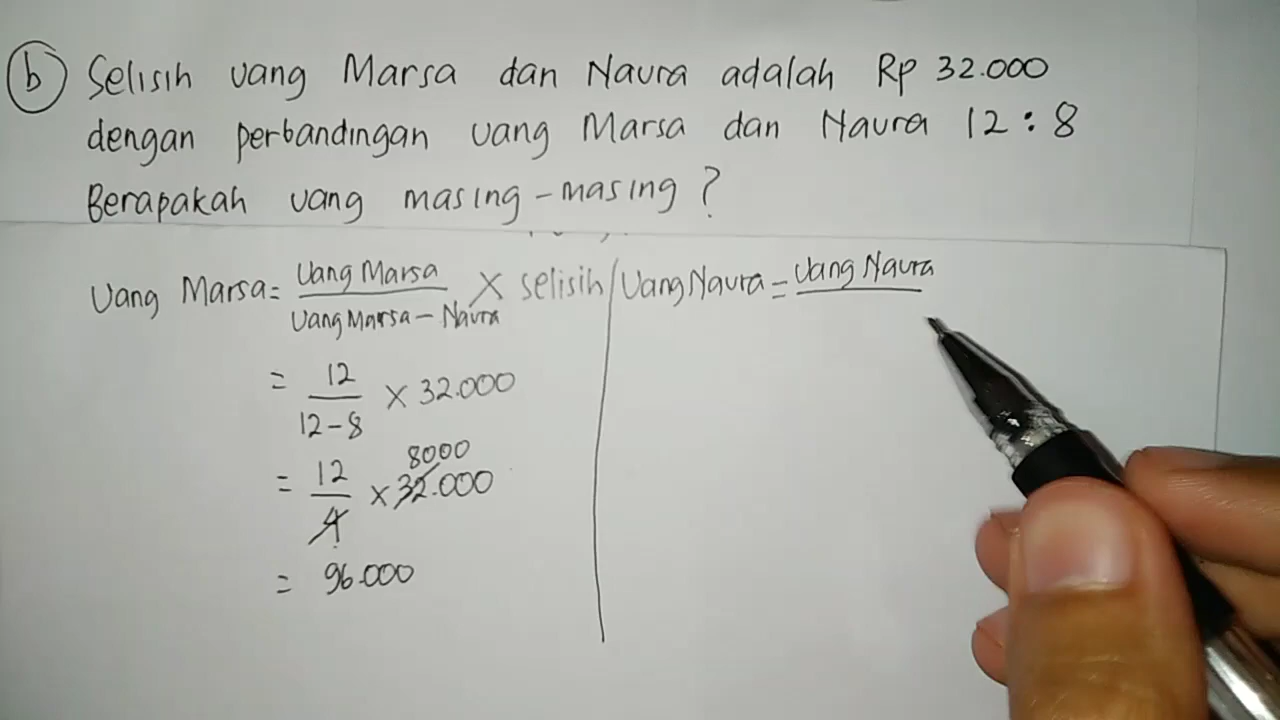 b Selisih uang Marsa dan Naura adalah Rp 32.000
dengan perbandingan uang Marsa dan Naura 12 : 8
Berapakah uang masing-masing ?
Uang Marsa = Uang Marsa / Uang Marsa - Naura × selisih
= 12 / 12-8 × 32.000
= 12 / 4 × 32.000 8000
= 96.000
Uang Naura = Uang Naura